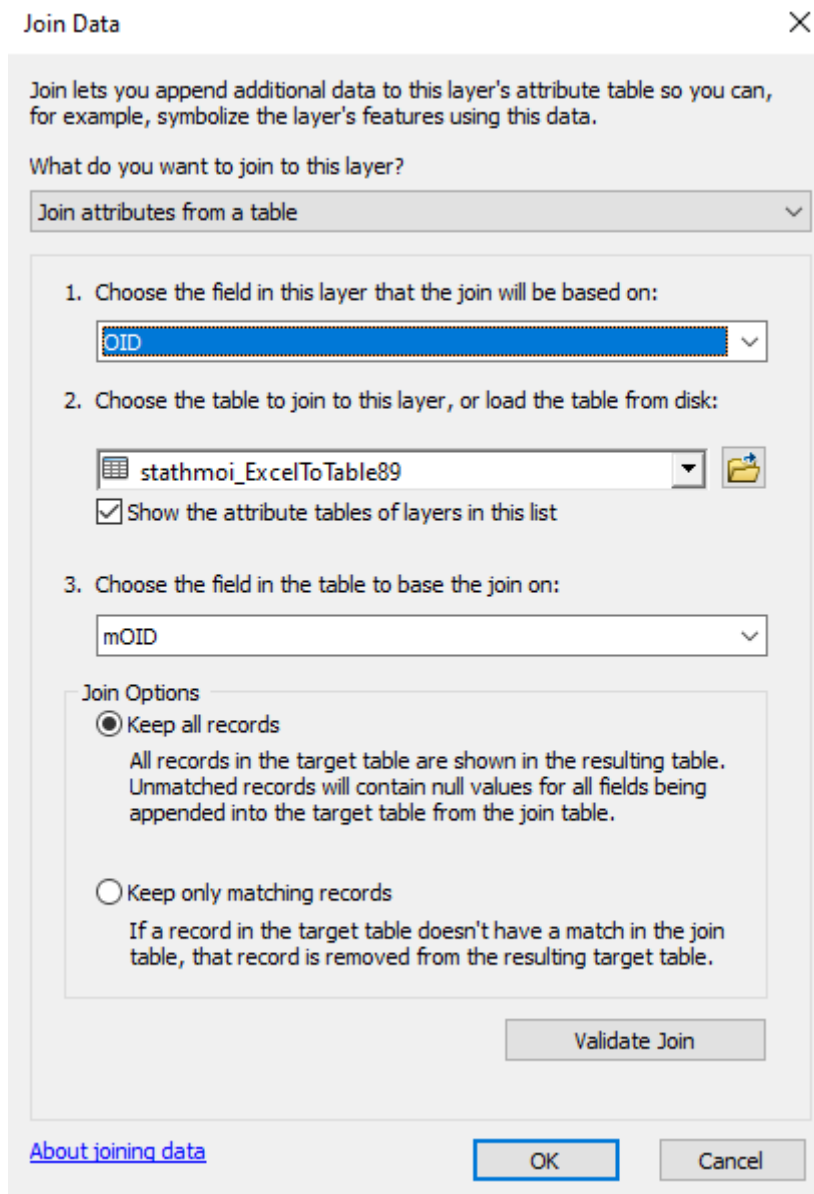 Join Data
Join lets you append additional data to this layer's attribute table so you can,
for example, symbolize the layer's features using this data.
What do you want to join to this layer?
Join attributes from a table
1. Choose the field in this layer that the join will be based on:
OID
2. Choose the table to join to this layer, or load the table from disk:
stathmoi_ExcelToTable89
Show the attribute tables of layers in this list
3. Choose the field in the table to base the join on:
mOID
Join Options
Keep all records
All records in the target table are shown in the resulting table.
Unmatched records will contain null values for all fields being
appended into the target table from the join table.
Keep only matching records
If a record in the target table doesn't have a match in the join
table, that record is removed from the resulting target table.
Validate Join
About joining data
OK
Cancel